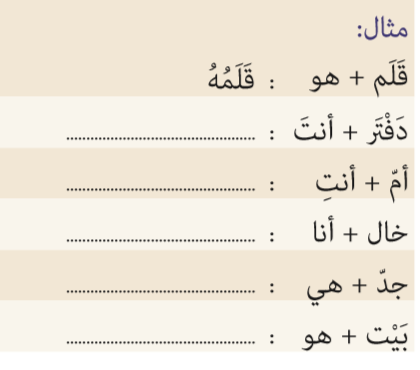 مثال:
قَلَم + هو : قَلَمُهُ
دَفْتَر + أنتَ : ........................................
أمّ + أنتِ : ........................................
خال + أنا : ........................................
جدّ + هي : ........................................
بَيْت + هو : ........................................